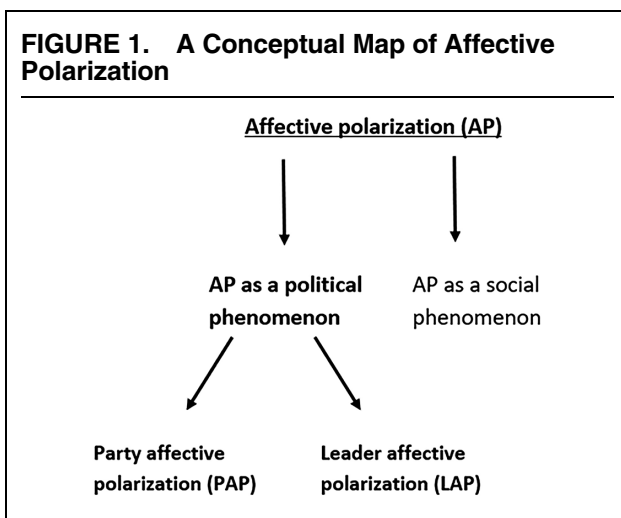 FIGURE 1. A Conceptual Map of Affective
Polarization
Affective polarization (AP)
AP as a political
phenomenon
AP as a social
phenomenon
Party affective
polarization (PAP)
Leader affective
polarization (LAP)